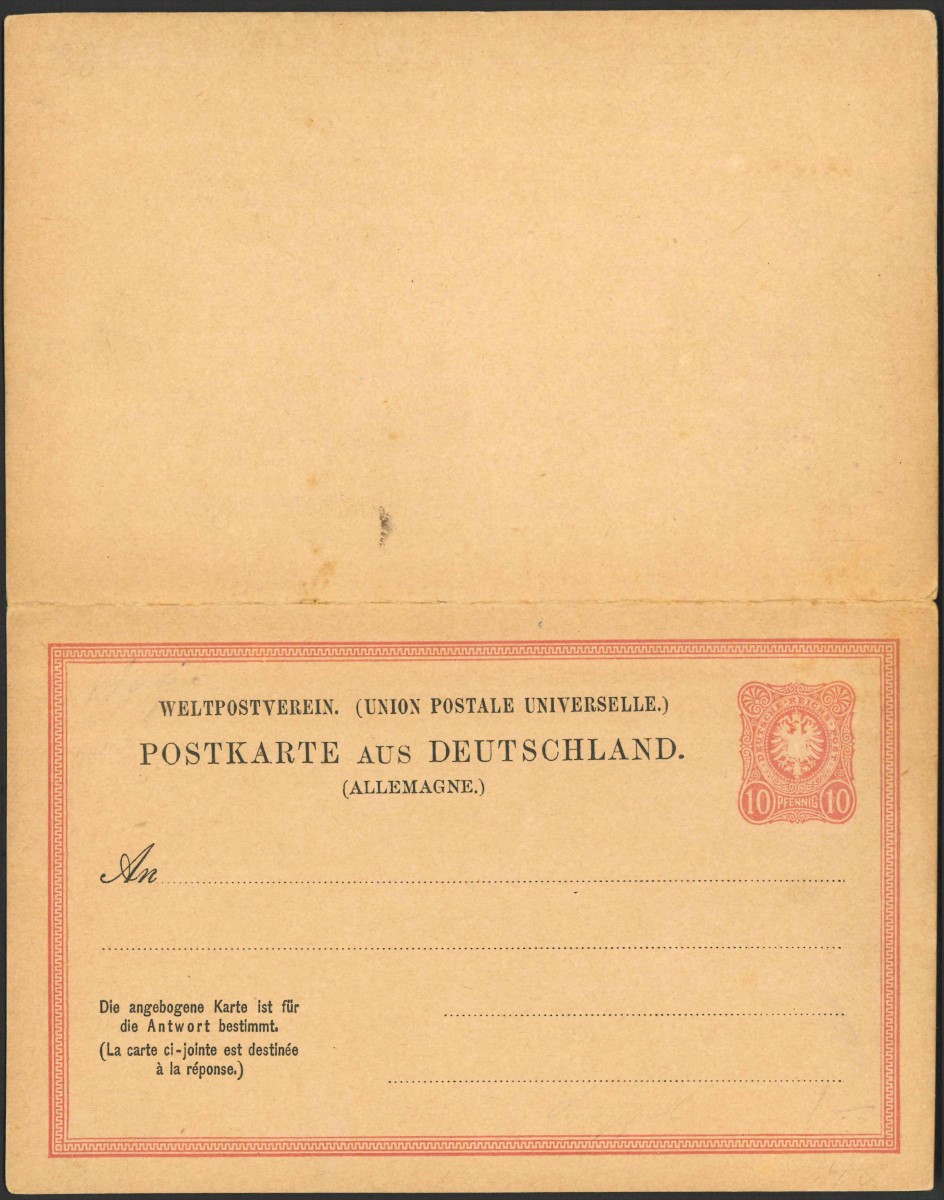 WELTPOSTVEREIN. (UNION POSTALE UNIVERSELLE.)
POSTKARTE AUS DEUTSCHLAND.
(ALLEMAGNE.)
DEUTSCHE · REICHS · POST
10 PFENNIG 10
An
Die angebogene Karte ist für
die Antwort bestimmt.
(La carte ci-jointe est destinée
à la réponse.)